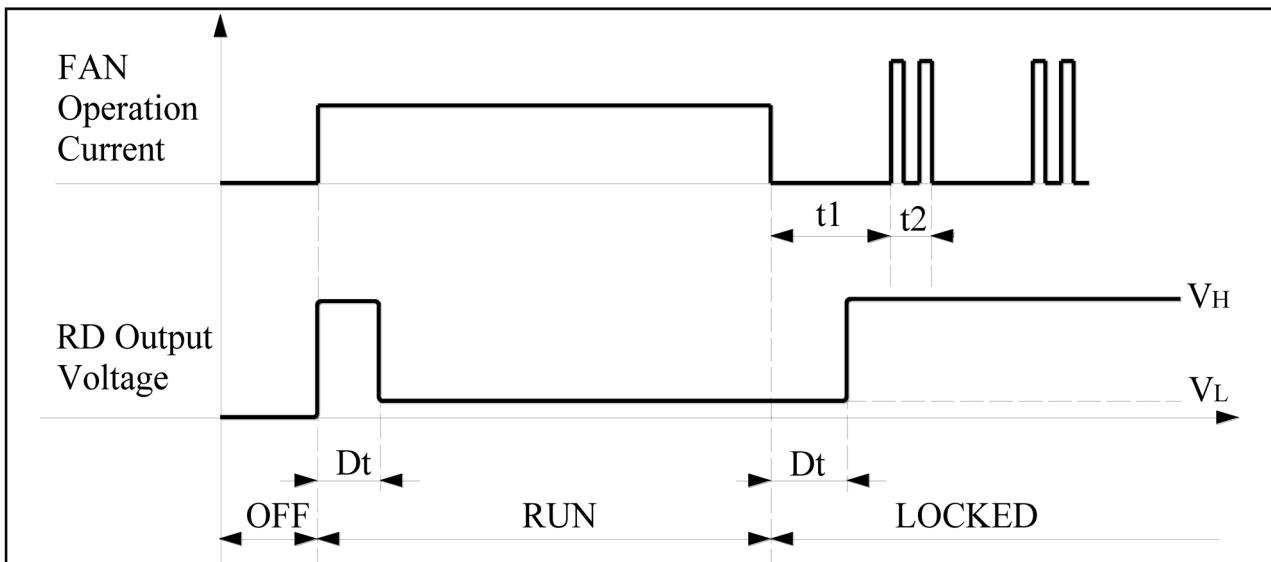 FAN
Operation
Current
t1
t2
RD Output
Voltage
VH
VL
Dt
Dt
OFF
RUN
LOCKED